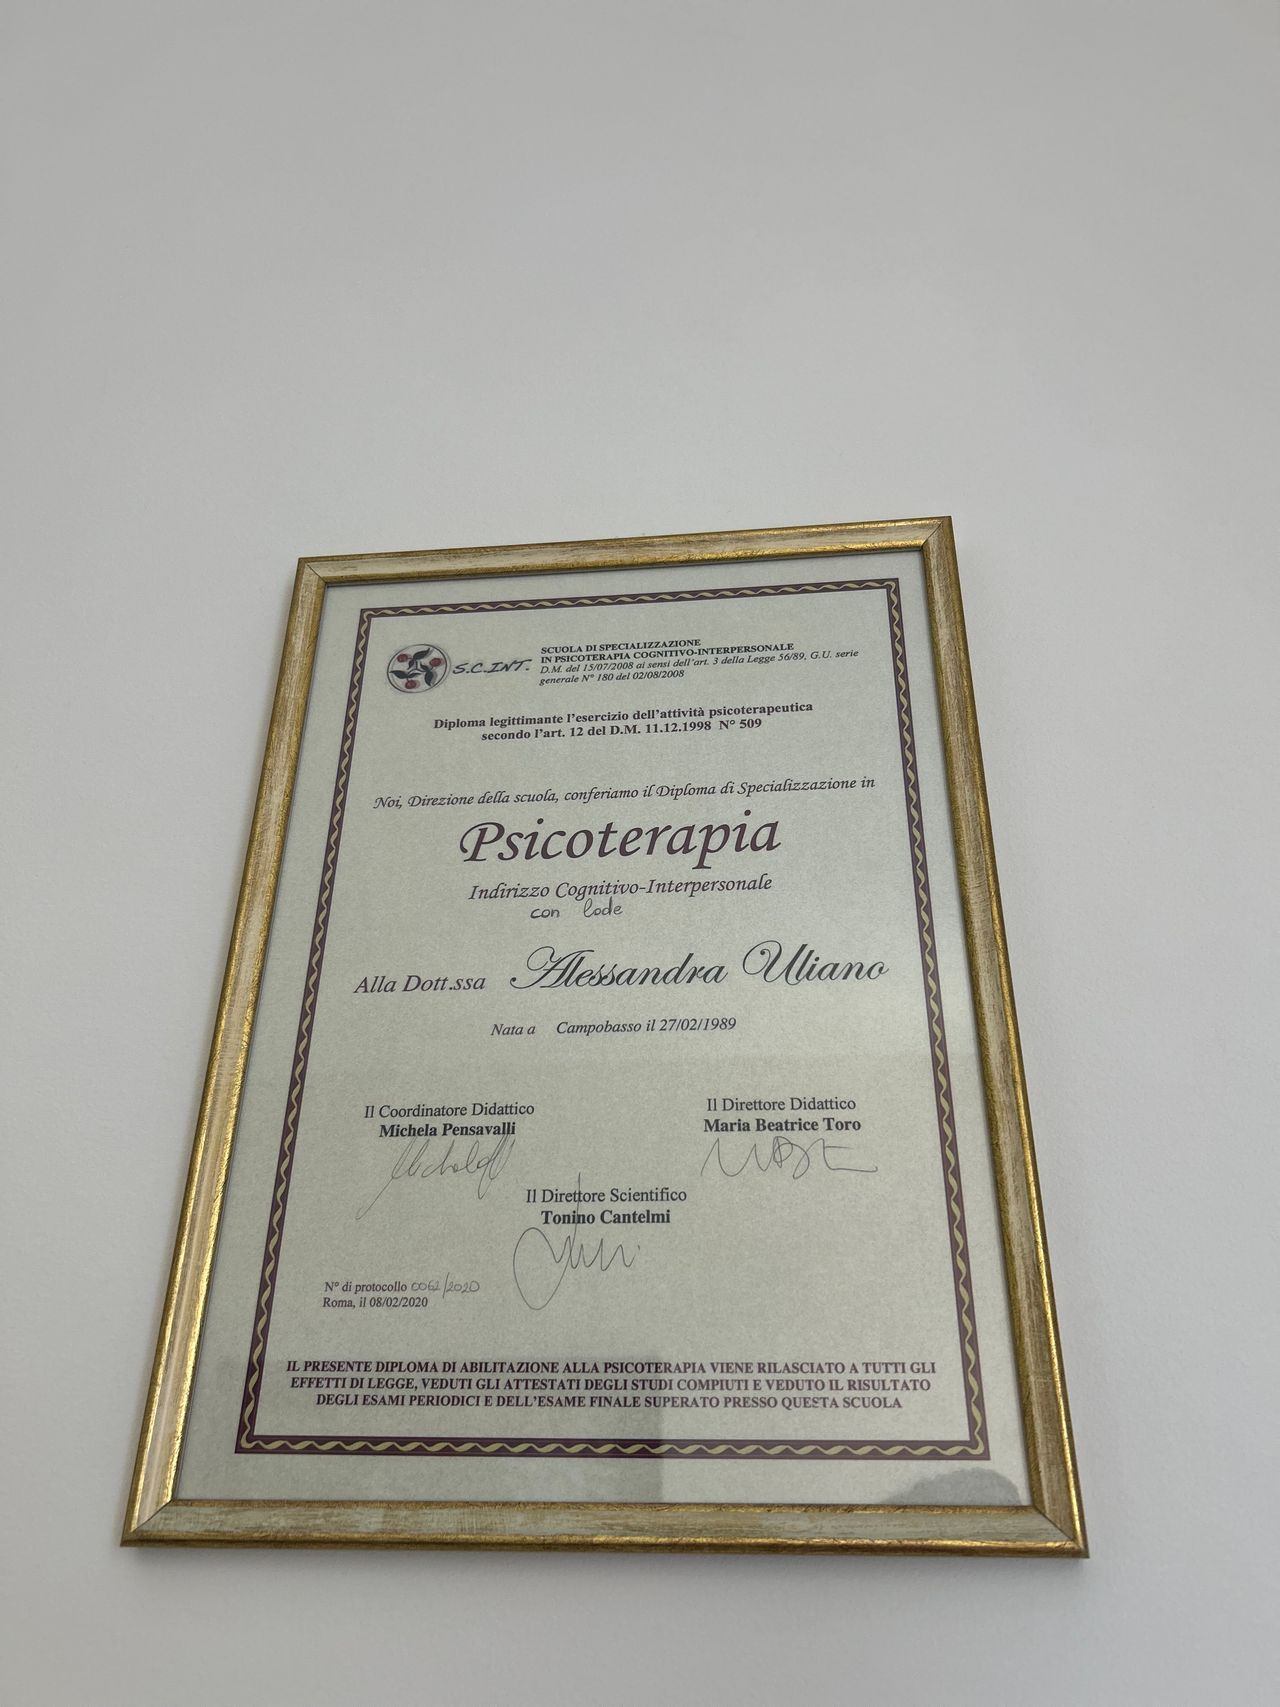 S.C.INT.
SCUOLA DI SPECIALIZZAZIONE
IN PSICOTERAPIA COGNITIVO-INTERPERSONALE
D.M. del 15/07/2008 ai sensi dell'art. 3 della Legge 56/89, G.U. serie
generale N° 180 del 02/08/2008
Diploma legittimante l'esercizio dell'attività psicoterapeutica
secondo l'art. 12 del D.M. 11.12.1998 N° 509
Noi, Direzione della scuola, conferiamo il Diploma di Specializzazione in
Psicoterapia
Indirizzo Cognitivo-Interpersonale
con lode
Alla Dott.ssa Alessandra Uliano
Nata a Campobasso il 27/02/1989
Il Coordinatore Didattico
Michela Pensavalli
Il Direttore Didattico
Maria Beatrice Toro
Il Direttore Scientifico
Tonino Cantelmi
N° di protocollo 0062/2020
Roma, il 08/02/2020
IL PRESENTE DIPLOMA DI ABILITAZIONE ALLA PSICOTERAPIA VIENE RILASCIATO A TUTTI GLI
EFFETTI DI LEGGE, VEDUTI GLI ATTESTATI DEGLI STUDI COMPIUTI E VEDUTO IL RISULTATO
DEGLI ESAMI PERIODICI E DELL'ESAME FINALE SUPERATO PRESSO QUESTA SCUOLA